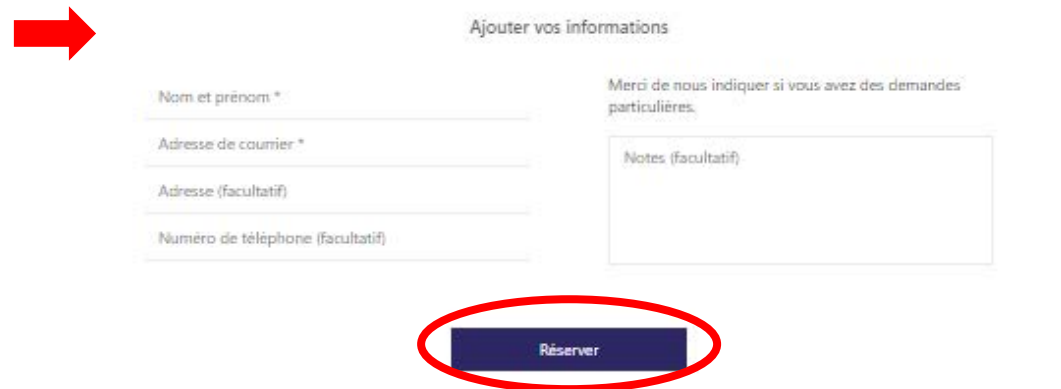 Ajouter vos informations
Nom et prénom *
Adresse de courrier *
Adresse (facultatif)
Numéro de téléphone (facultatif)
Merci de nous indiquer si vous avez des demandes
particulières.
Notes (facultatif)
Réserver